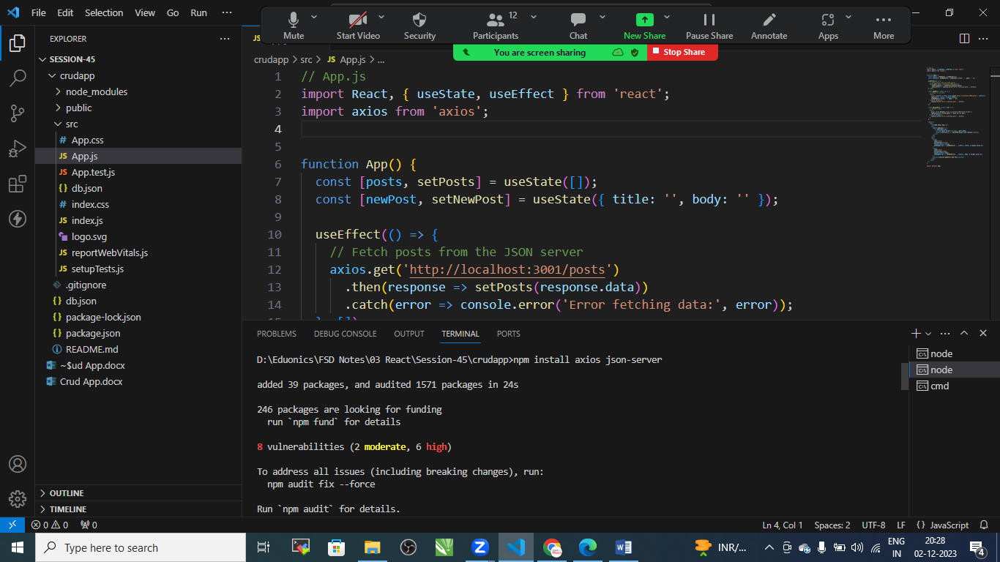 File Edit Selection View Go Run ···
Mute
Start Video
Security
12
Participants
Chat
New Share
Pause Share
Annotate
Apps
More
You are screen sharing
Stop Share
EXPLORER
SESSION-45
crudapp
node_modules
public
src
# App.css
JS App.js
JS App.test.js
{} db.json
# index.css
JS index.js
logo.svg
JS reportWebVitals.js
JS setupTests.js
.gitignore
{} db.json
{} package-lock.json
{} package.json
README.md
~$ud App.docx
Crud App.docx
OUTLINE
TIMELINE
JS
crudapp > src > JS App.js > ...
1 // App.js
2 import React, { useState, useEffect } from 'react';
3 import axios from 'axios';
4
5
6 function App() {
7 const [posts, setPosts] = useState([]);
8 const [newPost, setNewPost] = useState({ title: '', body: '' });
9
10 useEffect(() => {
11 // Fetch posts from the JSON server
12 axios.get('http://localhost:3001/posts')
13 .then(response => setPosts(response.data))
14 .catch(error => console.error('Error fetching data:', error));
PROBLEMS DEBUG CONSOLE OUTPUT TERMINAL PORTS
D:\Eduonics\FSD Notes\03 React\Session-45\crudapp>npm install axios json-server
added 39 packages, and audited 1571 packages in 24s
246 packages are looking for funding
run `npm fund` for details
8 vulnerabilities (2 moderate, 6 high)
To address all issues (including breaking changes), run:
npm audit fix --force
Run `npm audit` for details.
node
node
cmd
0 0 0
Ln 4, Col 1 Spaces: 2 UTF-8 LF {} JavaScript
Type here to search
INR/...
ENG
IN
20:28
02-12-2023
4